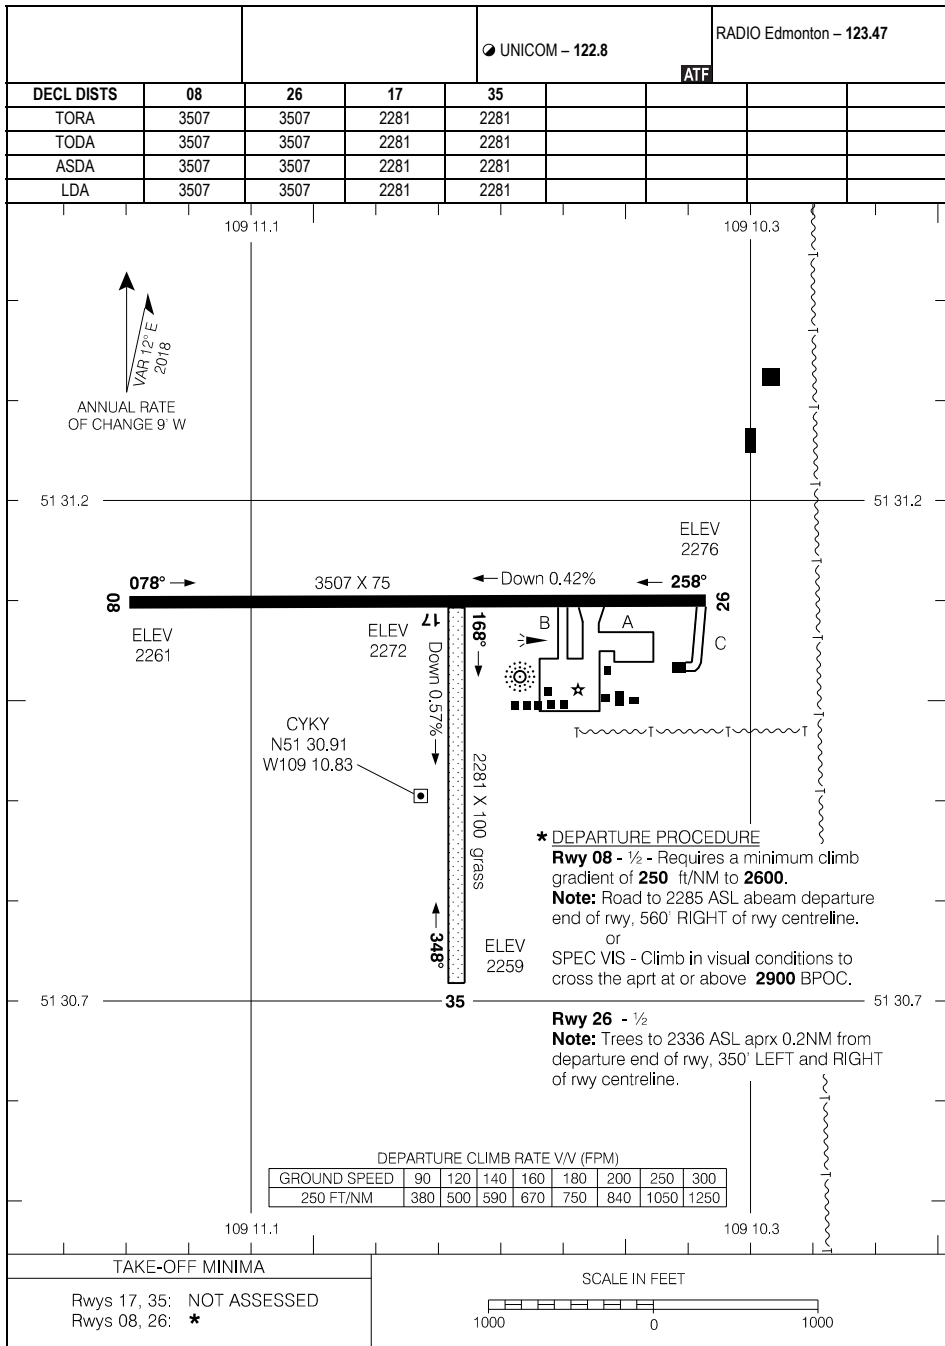 UNICOM – 122.8
ATF
RADIO Edmonton – 123.47
DECL DISTS 08 26 17 35
TORA 3507 3507 2281 2281
TODA 3507 3507 2281 2281
ASDA 3507 3507 2281 2281
LDA 3507 3507 2281 2281
109 11.1 109 10.3
VAR 12° E
2018
ANNUAL RATE
OF CHANGE 9' W
51 31.2 51 31.2
ELEV
2276
078° 3507 X 75 Down 0.42% 258°
08 26
ELEV
2261
ELEV
2272
17
168°
Down 0.57%
B A C
CYKY
N51 30.91
W109 10.83
2281 X 100 grass
348°
ELEV
2259
35
51 30.7 51 30.7
* DEPARTURE PROCEDURE
Rwy 08 - ½ - Requires a minimum climb
gradient of 250 ft/NM to 2600.
Note: Road to 2285 ASL abeam departure
end of rwy, 560' RIGHT of rwy centreline.
or
SPEC VIS - Climb in visual conditions to
cross the aprt at or above 2900 BPOC.
Rwy 26 - ½
Note: Trees to 2336 ASL aprx 0.2NM from
departure end of rwy, 350' LEFT and RIGHT
of rwy centreline.
DEPARTURE CLIMB RATE V/V (FPM)
GROUND SPEED 90 120 140 160 180 200 250 300
250 FT/NM 380 500 590 670 750 840 1050 1250
109 11.1 109 10.3
TAKE-OFF MINIMA
Rwys 17, 35: NOT ASSESSED
Rwys 08, 26: *
SCALE IN FEET
1000 0 1000